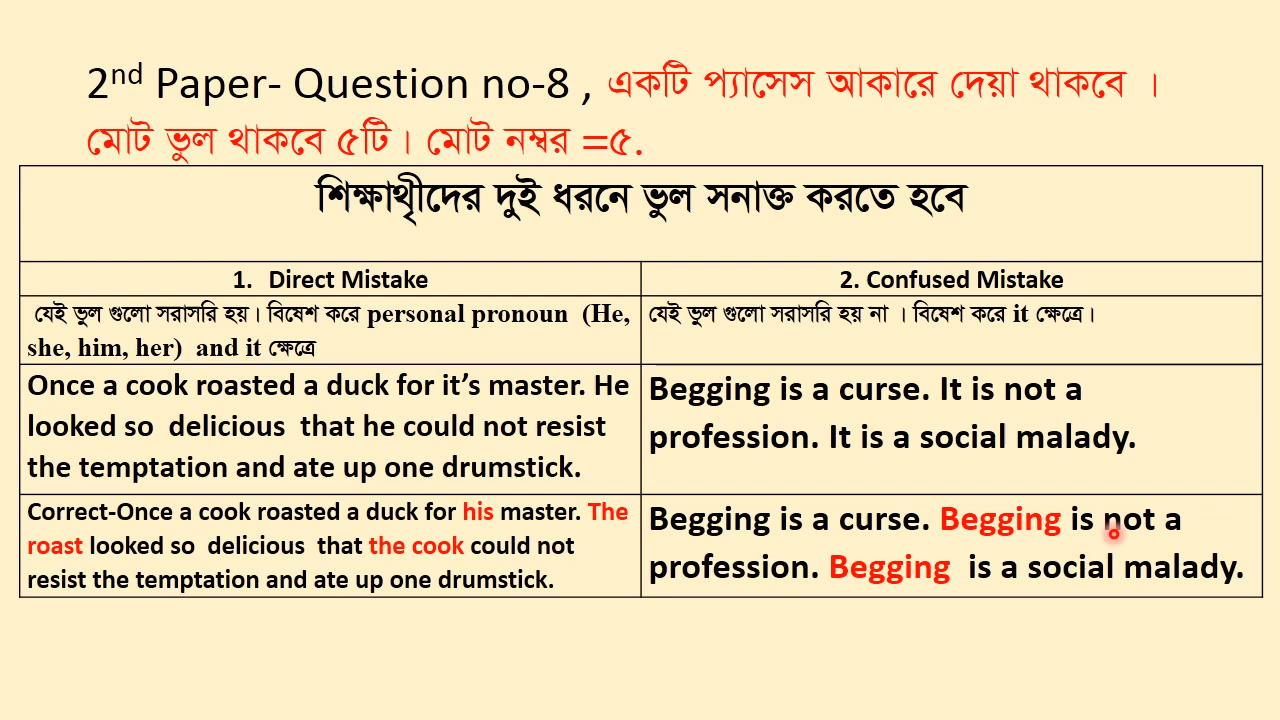 2nd Paper- Question no-8 , একটি প্যাসেস আকারে দেয়া থাকবে ।
মোট ভুল থাকবে ৫টি। মোট নম্বর =৫.
শিক্ষাথৃীদের দুই ধরনে ভুল সনাক্ত করতে হবে
1. Direct Mistake
2. Confused Mistake
যেই ভুল গুলো সরাসরি হয়। বিষেশ করে personal pronoun (He,
she, him, her) and it ক্ষেত্রে
যেই ভুল গুলো সরাসরি হয় না । বিষেশ করে it ক্ষেত্রে।
Once a cook roasted a duck for it’s master. He
looked so delicious that he could not resist
the temptation and ate up one drumstick.
Begging is a curse. It is not a
profession. It is a social malady.
Correct-Once a cook roasted a duck for his master. The
roast looked so delicious that the cook could not
resist the temptation and ate up one drumstick.
Begging is a curse. Begging is not a
profession. Begging is a social malady.